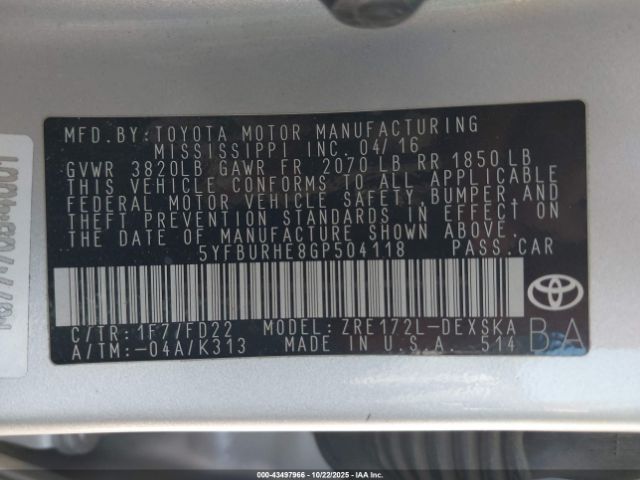 MFD.BY:TOYOTA MOTOR MANUFACTURING
MISSISSIPPI INC. 04/16
GVWR 3820LB GAWR FR 2070 LB RR 1850 LB
THIS VEHICLE CONFORMS TO ALL APPLICABLE
FEDERAL MOTOR VEHICLE SAFETY, BUMPER, AND
THEFT PREVENTION STANDARDS IN EFFECT ON
THE DATE OF MANUFACTURE SHOWN ABOVE.
5YFBURHE8GP504118 PASS.CAR
C/TR:1F7/FD22 MODEL: ZRE172L-DEXSKA
A/TM:-04A/K313 MADE IN U.S.A. 514
BA
00-43497966 • 10/22/2025 • IAA Inc.